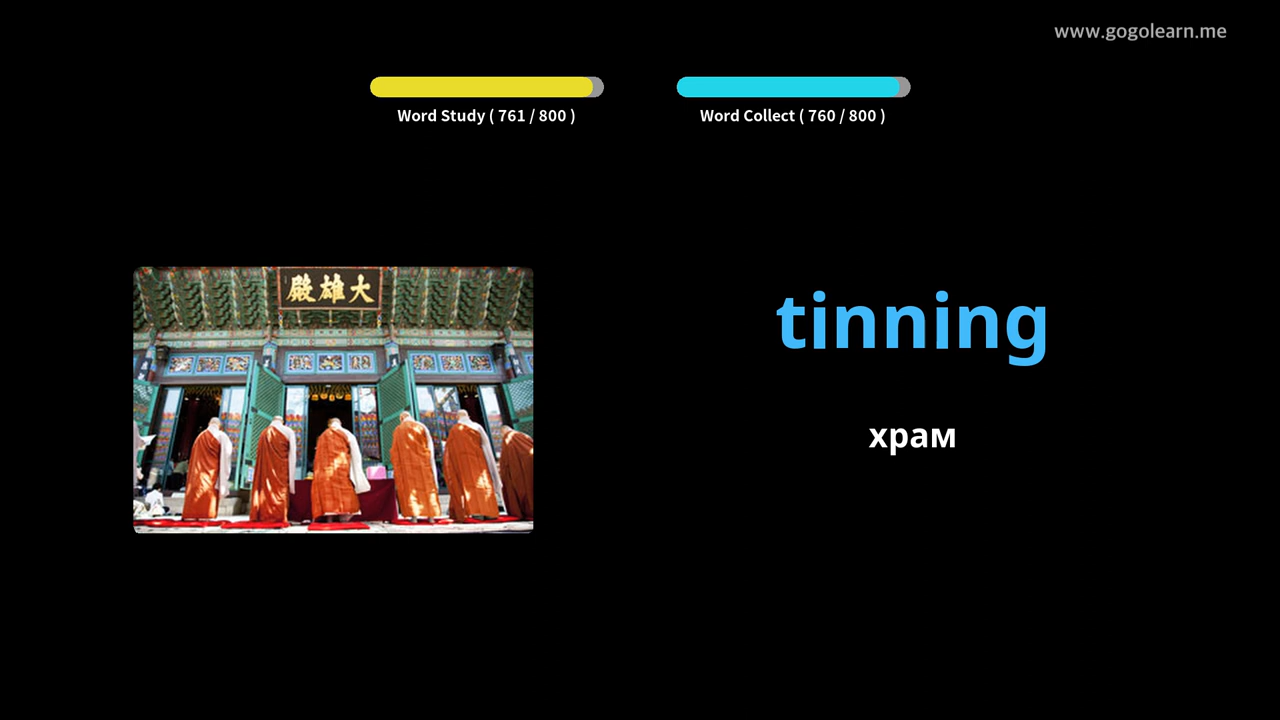 www.gogolearn.me
Word Study ( 761 / 800 )
Word Collect ( 760 / 800 )
殿雄大
tinning
храм